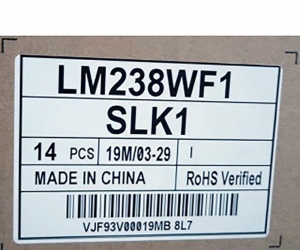 LM238WF1
SLK1
14 PCS 19M/03-29 I
MADE IN CHINA RoHS Verified
VJF93V00019MB 8L7